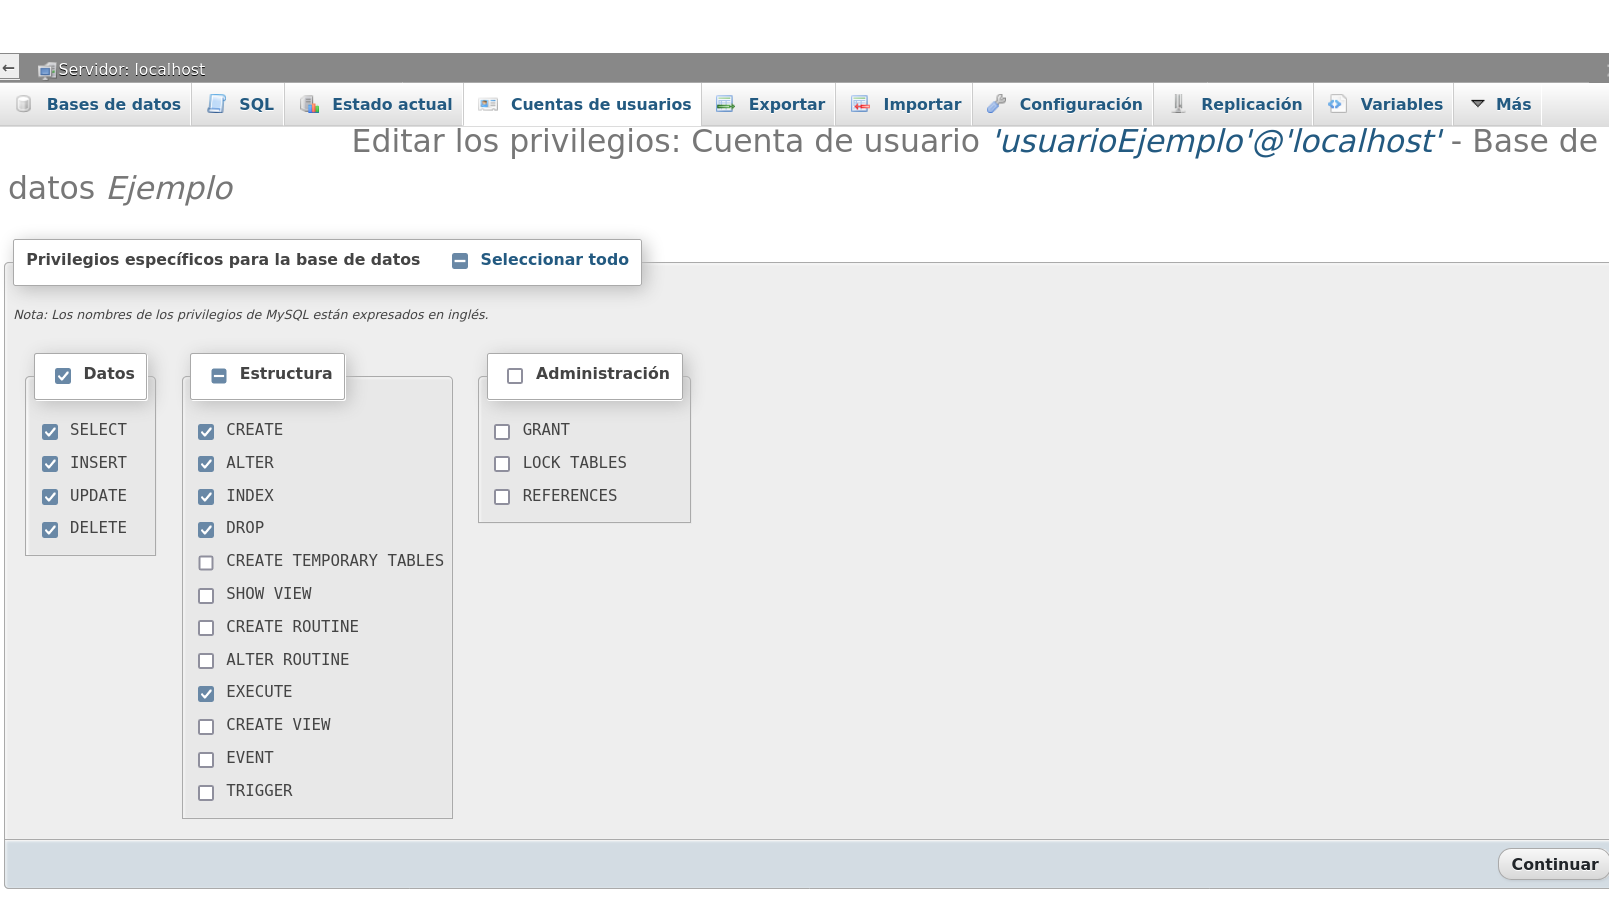 ← Servidor: localhost
Bases de datos SQL Estado actual Cuentas de usuarios Exportar Importar Configuración Replicación Variables Más
Editar los privilegios: Cuenta de usuario 'usuarioEjemplo'@'localhost' - Base de
datos Ejemplo
Privilegios específicos para la base de datos Seleccionar todo
Nota: Los nombres de los privilegios de MySQL están expresados en inglés.
Datos
SELECT
INSERT
UPDATE
DELETE
Estructura
CREATE
ALTER
INDEX
DROP
CREATE TEMPORARY TABLES
SHOW VIEW
CREATE ROUTINE
ALTER ROUTINE
EXECUTE
CREATE VIEW
EVENT
TRIGGER
Administración
GRANT
LOCK TABLES
REFERENCES
Continuar